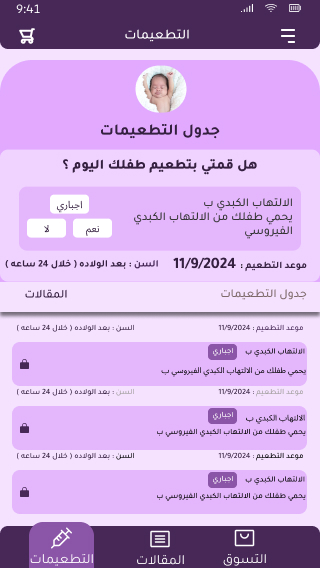 9:41
التطعيمات
جدول التطعيمات
هل قمتي بتطعيم طفلك اليوم ؟
الالتهاب الكبدي ب
يحمي طفلك من الالتهاب الكبدي
الفيروسي
اجباري
نعم
لا
موعد التطعيم : 11/9/2024 السن : بعد الولاده ( خلال 24 ساعه )
جدول التطعيمات
المقالات
موعد التطعيم : 11/9/2024
السن : بعد الولاده ( خلال 24 ساعه )
الالتهاب الكبدي ب
اجباري
يحمي طفلك من الالتهاب الكبدي الفيروسي ب
موعد التطعيم : 11/9/2024
السن : بعد الولاده ( خلال 24 ساعه )
الالتهاب الكبدي ب
اجباري
يحمي طفلك من الالتهاب الكبدي الفيروسي ب
موعد التطعيم : 11/9/2024
السن : بعد الولاده ( خلال 24 ساعه )
الالتهاب الكبدي ب
اجباري
يحمي طفلك من الالتهاب الكبدي الفيروسي ب
التسوق
المقالات
التطعيمات